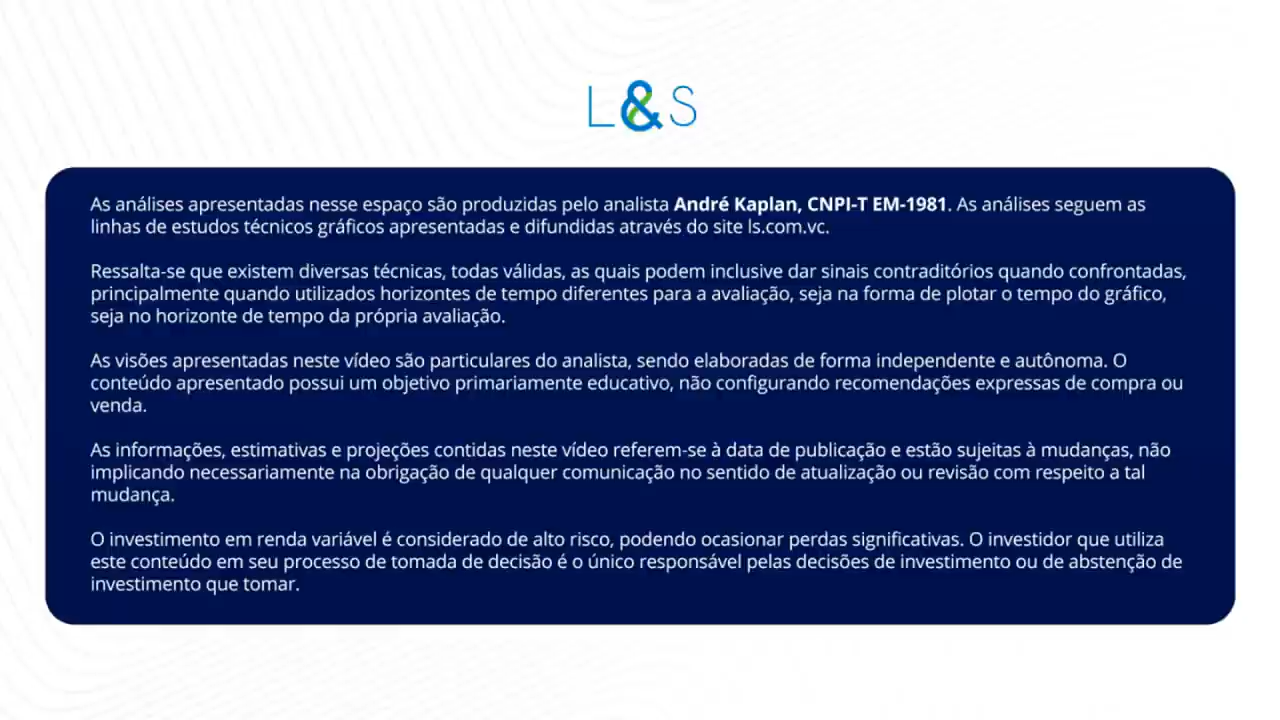 L&S
As análises apresentadas nesse espaço são produzidas pelo analista André Kaplan, CNPI-T EM-1981. As análises seguem as
linhas de estudos técnicos gráficos apresentadas e difundidas através do site ls.com.vc.
Ressalta-se que existem diversas técnicas, todas válidas, as quais podem inclusive dar sinais contraditórios quando confrontadas,
principalmente quando utilizados horizontes de tempo diferentes para a avaliação, seja na forma de plotar o tempo do gráfico,
seja no horizonte de tempo da própria avaliação.
As visões apresentadas neste vídeo são particulares do analista, sendo elaboradas de forma independente e autônoma. O
conteúdo apresentado possui um objetivo primariamente educativo, não configurando recomendações expressas de compra ou
venda.
As informações, estimativas e projeções contidas neste vídeo referem-se à data de publicação e estão sujeitas à mudanças, não
implicando necessariamente na obrigação de qualquer comunicação no sentido de atualização ou revisão com respeito a tal
mudança.
O investimento em renda variável é considerado de alto risco, podendo ocasionar perdas significativas. O investidor que utiliza
este conteúdo em seu processo de tomada de decisão é o único responsável pelas decisões de investimento ou de abstenção de
investimento que tomar.